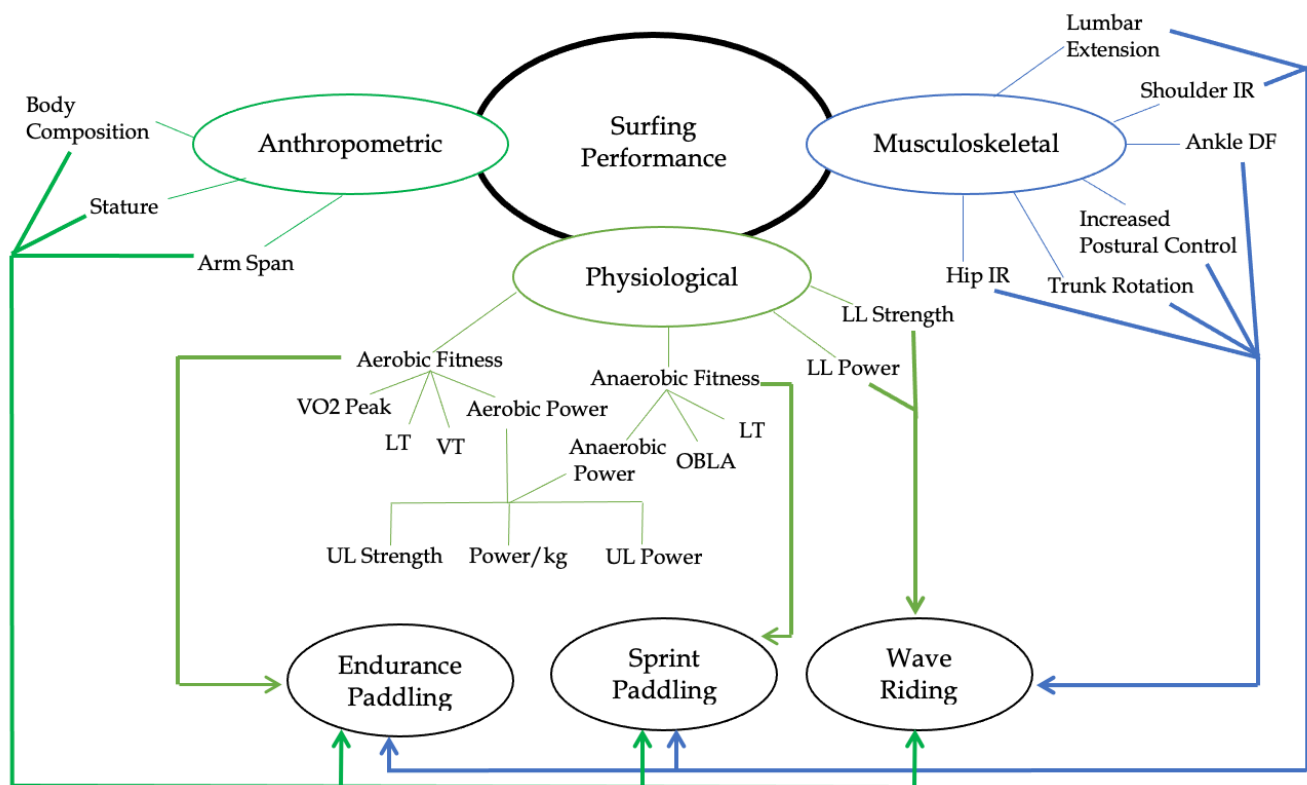 Surfing
Performance
Anthropometric
Body
Composition
Stature
Arm Span
Musculoskeletal
Lumbar
Extension
Shoulder IR
Ankle DF
Increased
Postural Control
Trunk Rotation
Hip IR
Physiological
LL Strength
LL Power
Aerobic Fitness
VO2 Peak
LT
VT
Aerobic Power
Anaerobic Fitness
Anaerobic
Power
OBLA
LT
UL Strength
Power/kg
UL Power
Endurance
Paddling
Sprint
Paddling
Wave
Riding